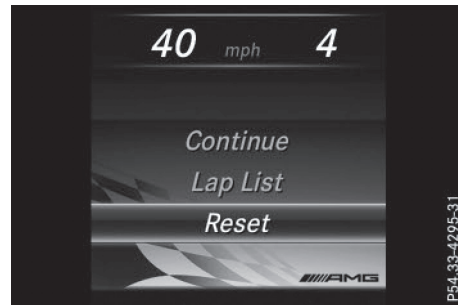 40 mph 4
Continue
Lap List
Reset
AMG
P54.33-4295-31